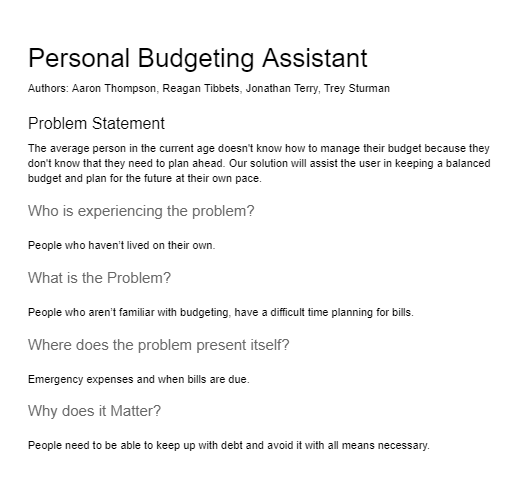 Personal Budgeting Assistant
Authors: Aaron Thompson, Reagan Tibbets, Jonathan Terry, Trey Sturman
Problem Statement
The average person in the current age doesn't know how to manage their budget because they
don't know that they need to plan ahead. Our solution will assist the user in keeping a balanced
budget and plan for the future at their own pace.
Who is experiencing the problem?
People who haven't lived on their own.
What is the Problem?
People who aren't familiar with budgeting, have a difficult time planning for bills.
Where does the problem present itself?
Emergency expenses and when bills are due.
Why does it Matter?
People need to be able to keep up with debt and avoid it with all means necessary.